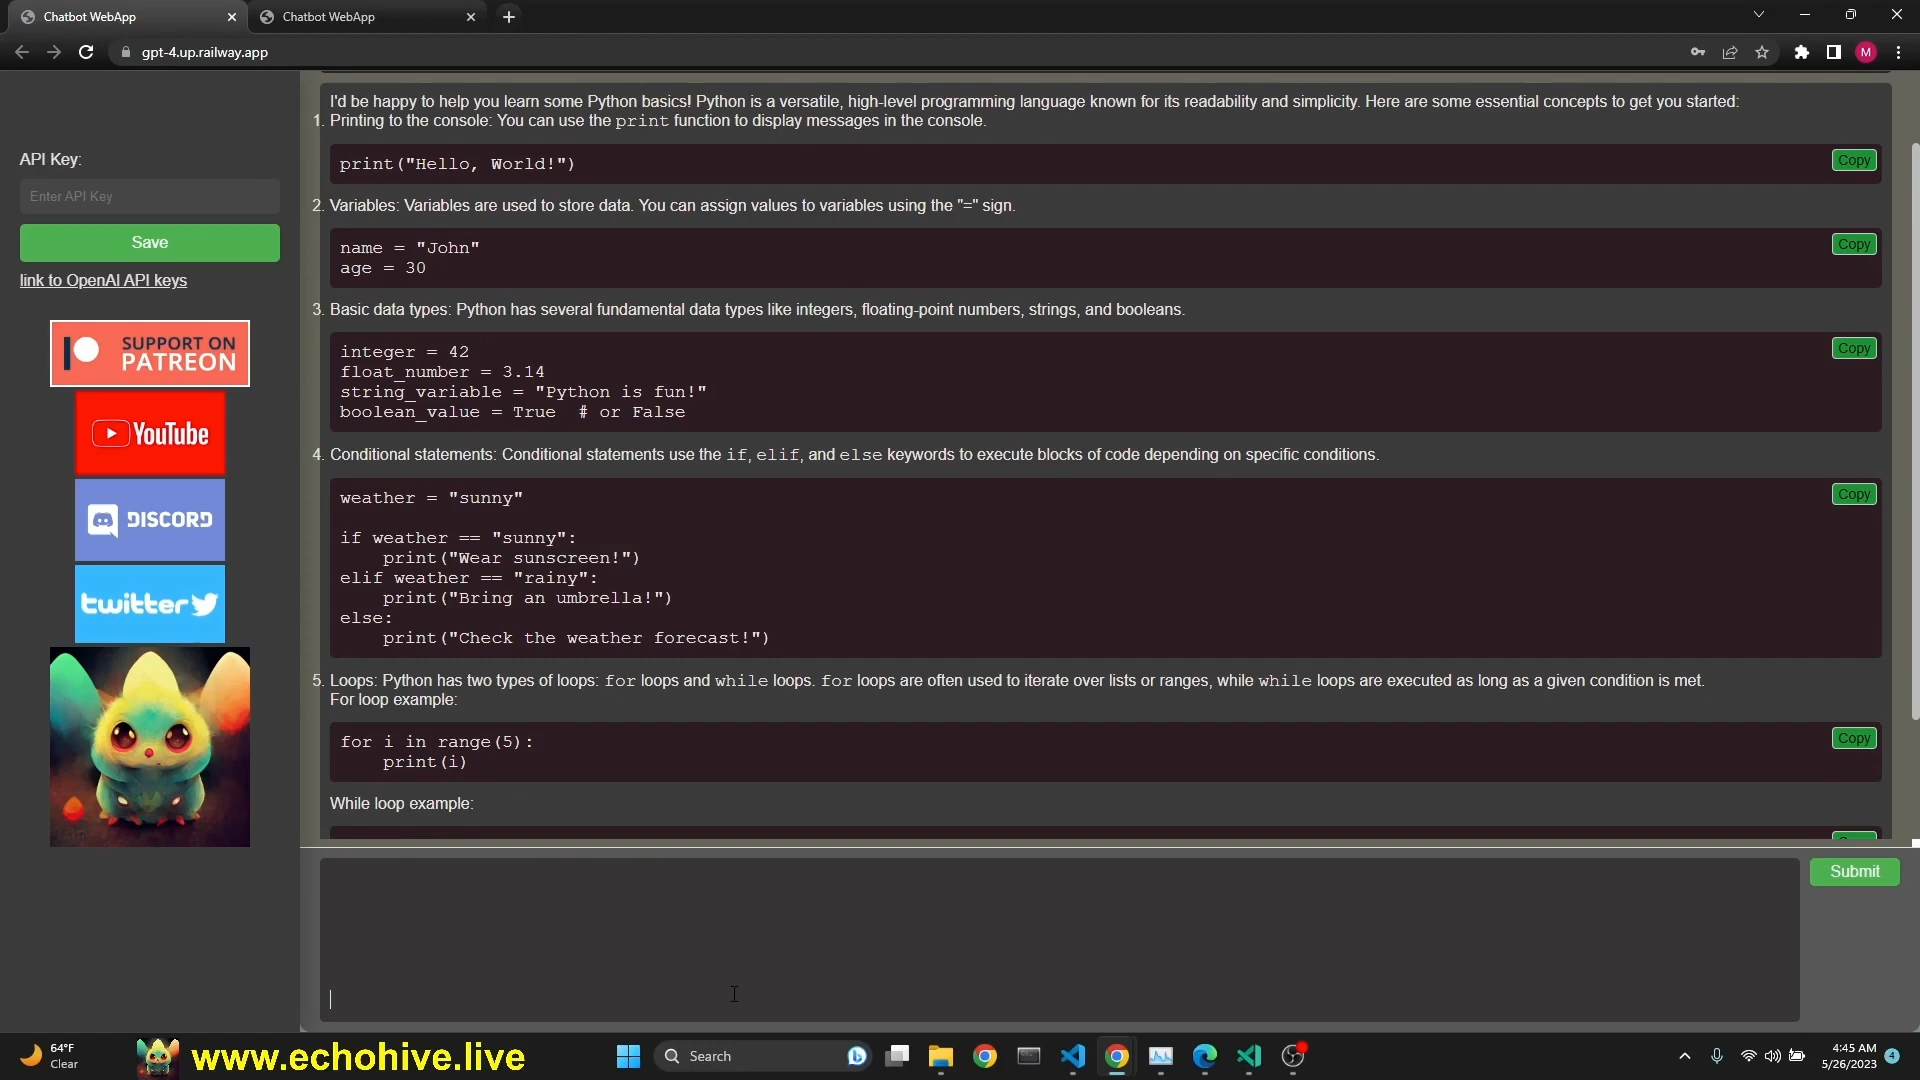 Chatbot WebApp
Chatbot WebApp
gpt-4.up.railway.app
M
API Key:
Enter API Key
Save
link to OpenAI API keys
SUPPORT ON
PATREON
YouTube
DISCORD
twitter
I'd be happy to help you learn some Python basics! Python is a versatile, high-level programming language known for its readability and simplicity. Here are some essential concepts to get you started:
1. Printing to the console: You can use the print function to display messages in the console.
print("Hello, World!")
Copy
2. Variables: Variables are used to store data. You can assign values to variables using the "=" sign.
name = "John"
age = 30
Copy
3. Basic data types: Python has several fundamental data types like integers, floating-point numbers, strings, and booleans.
integer = 42
float_number = 3.14
string_variable = "Python is fun!"
boolean_value = True  # or False
Copy
4. Conditional statements: Conditional statements use the if, elif, and else keywords to execute blocks of code depending on specific conditions.
weather = "sunny"
if weather == "sunny":
    print("Wear sunscreen!")
elif weather == "rainy":
    print("Bring an umbrella!")
else:
    print("Check the weather forecast!")
Copy
5. Loops: Python has two types of loops: for loops and while loops. for loops are often used to iterate over lists or ranges, while while loops are executed as long as a given condition is met.
For loop example:
for i in range(5):
    print(i)
Copy
While loop example:
Submit
64°F
Clear
www.echohive.live
Search
4:45 AM
5/26/2023
4